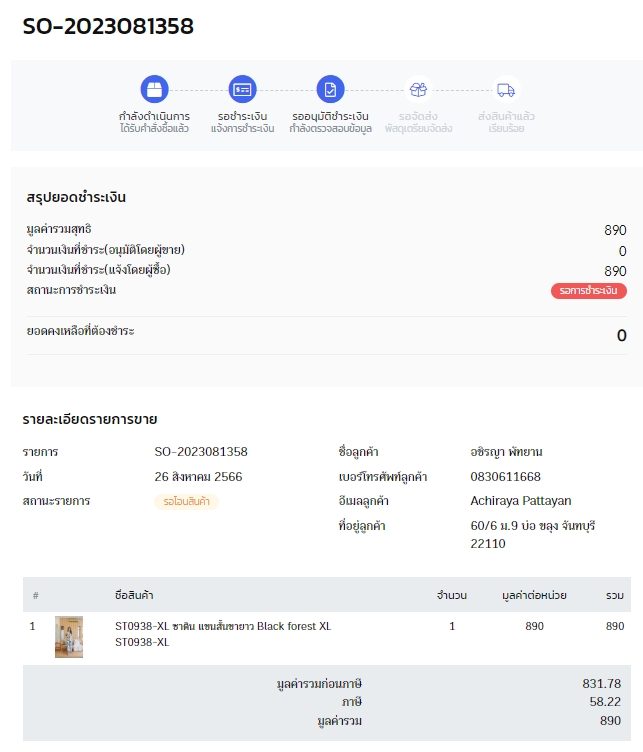 SO-2023081358
กำลังดำเนินการ รอชำระเงิน รออนุมัติชำระเงิน รอจัดส่ง ส่งสินค้าแล้ว
ได้รับคำสั่งซื้อแล้ว แจ้งการชำระเงิน กำลังตรวจสอบข้อมูล พัสดุเตรียมจัดส่ง เรียบร้อย
สรุปยอดชำระเงิน
มูลค่ารวมสุทธิ 890
จำนวนเงินที่ชำระ(อนุมัติโดยผู้ขาย) 0
จำนวนเงินที่ชำระ(แจ้งโดยผู้ซื้อ) 890
สถานะการชำระเงิน รอการชำระเงิน
ยอดคงเหลือที่ต้องชำระ 0
รายละเอียดรายการขาย
รายการ SO-2023081358 ชื่อลูกค้า อชิรญา พัทยาน
วันที่ 26 สิงหาคม 2566 เบอร์โทรศัพท์ลูกค้า 0830611668
สถานะรายการ รอโอนสินค้า อีเมลลูกค้า Achiraya Pattayan
ที่อยู่ลูกค้า 60/6 ม.9 บ่อ ขลุง จันทบุรี
22110
# ชื่อสินค้า จำนวน มูลค่าต่อหน่วย รวม
1 ST0938-XL ซาติน แขนสั้นขายาว Black forest XL 1 890 890
ST0938-XL
มูลค่ารวมก่อนภาษี 831.78
ภาษี 58.22
มูลค่ารวม 890